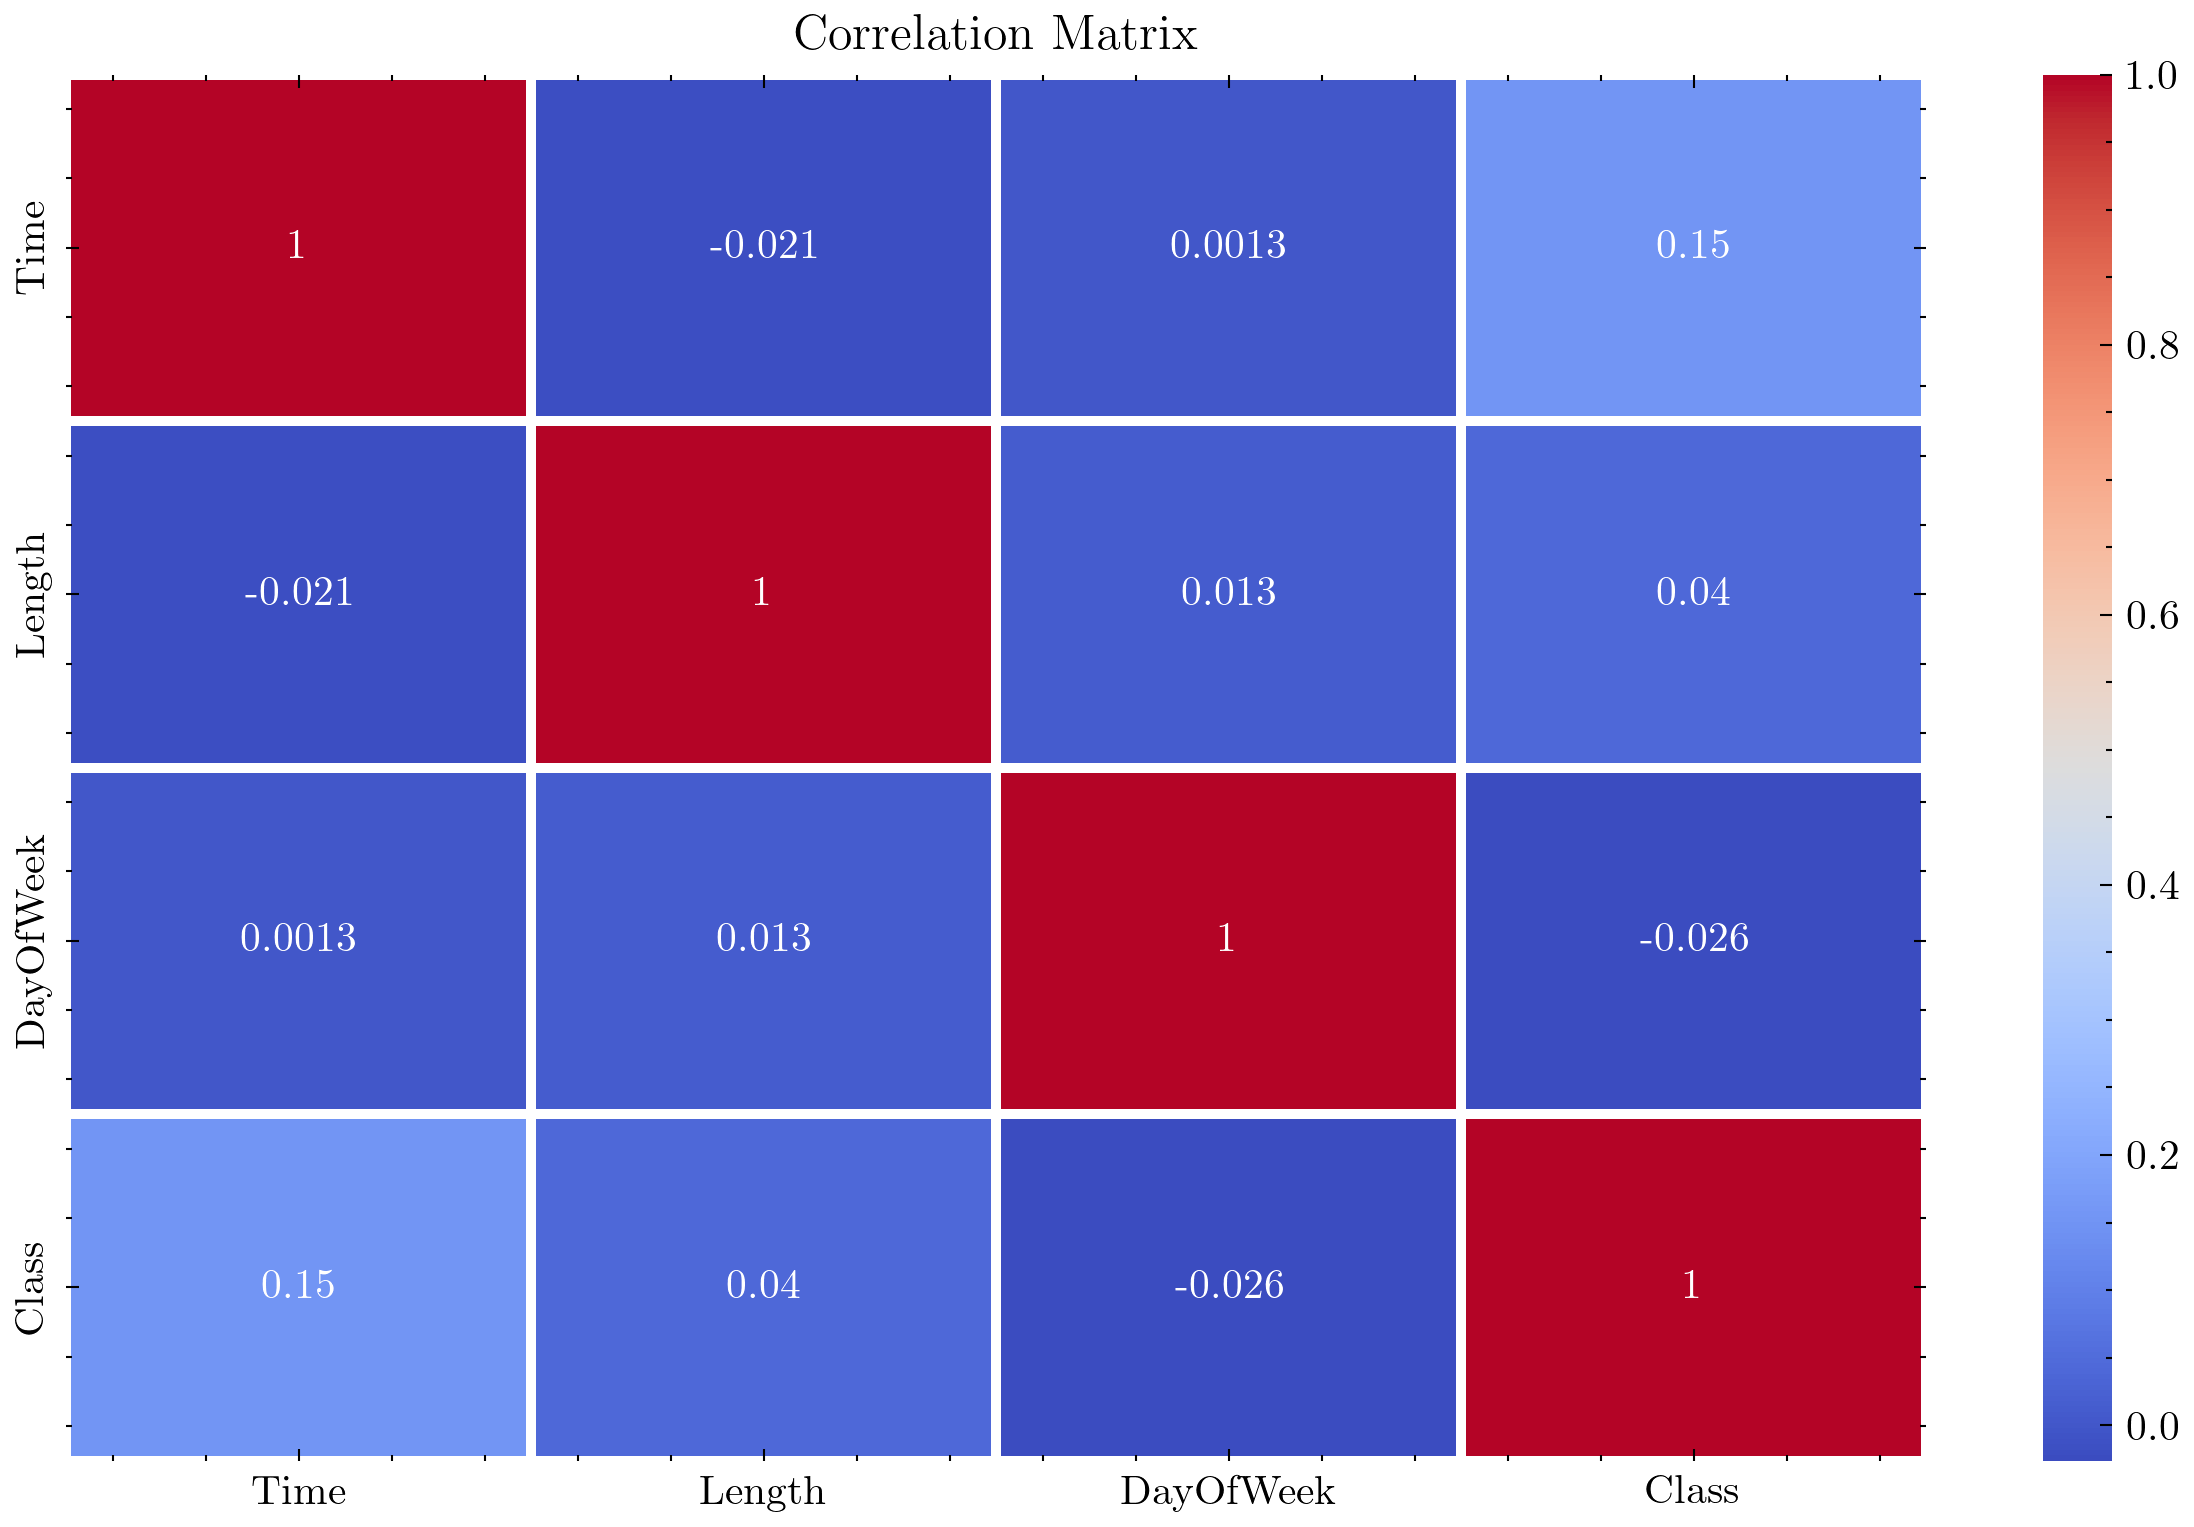 Correlation Matrix
Time 1 -0.021 0.0013 0.15
Length -0.021 1 0.013 0.04
DayOfWeek 0.0013 0.013 1 -0.026
Class 0.15 0.04 -0.026 1
Time Length DayOfWeek Class
1.0
0.8
0.6
0.4
0.2
0.0